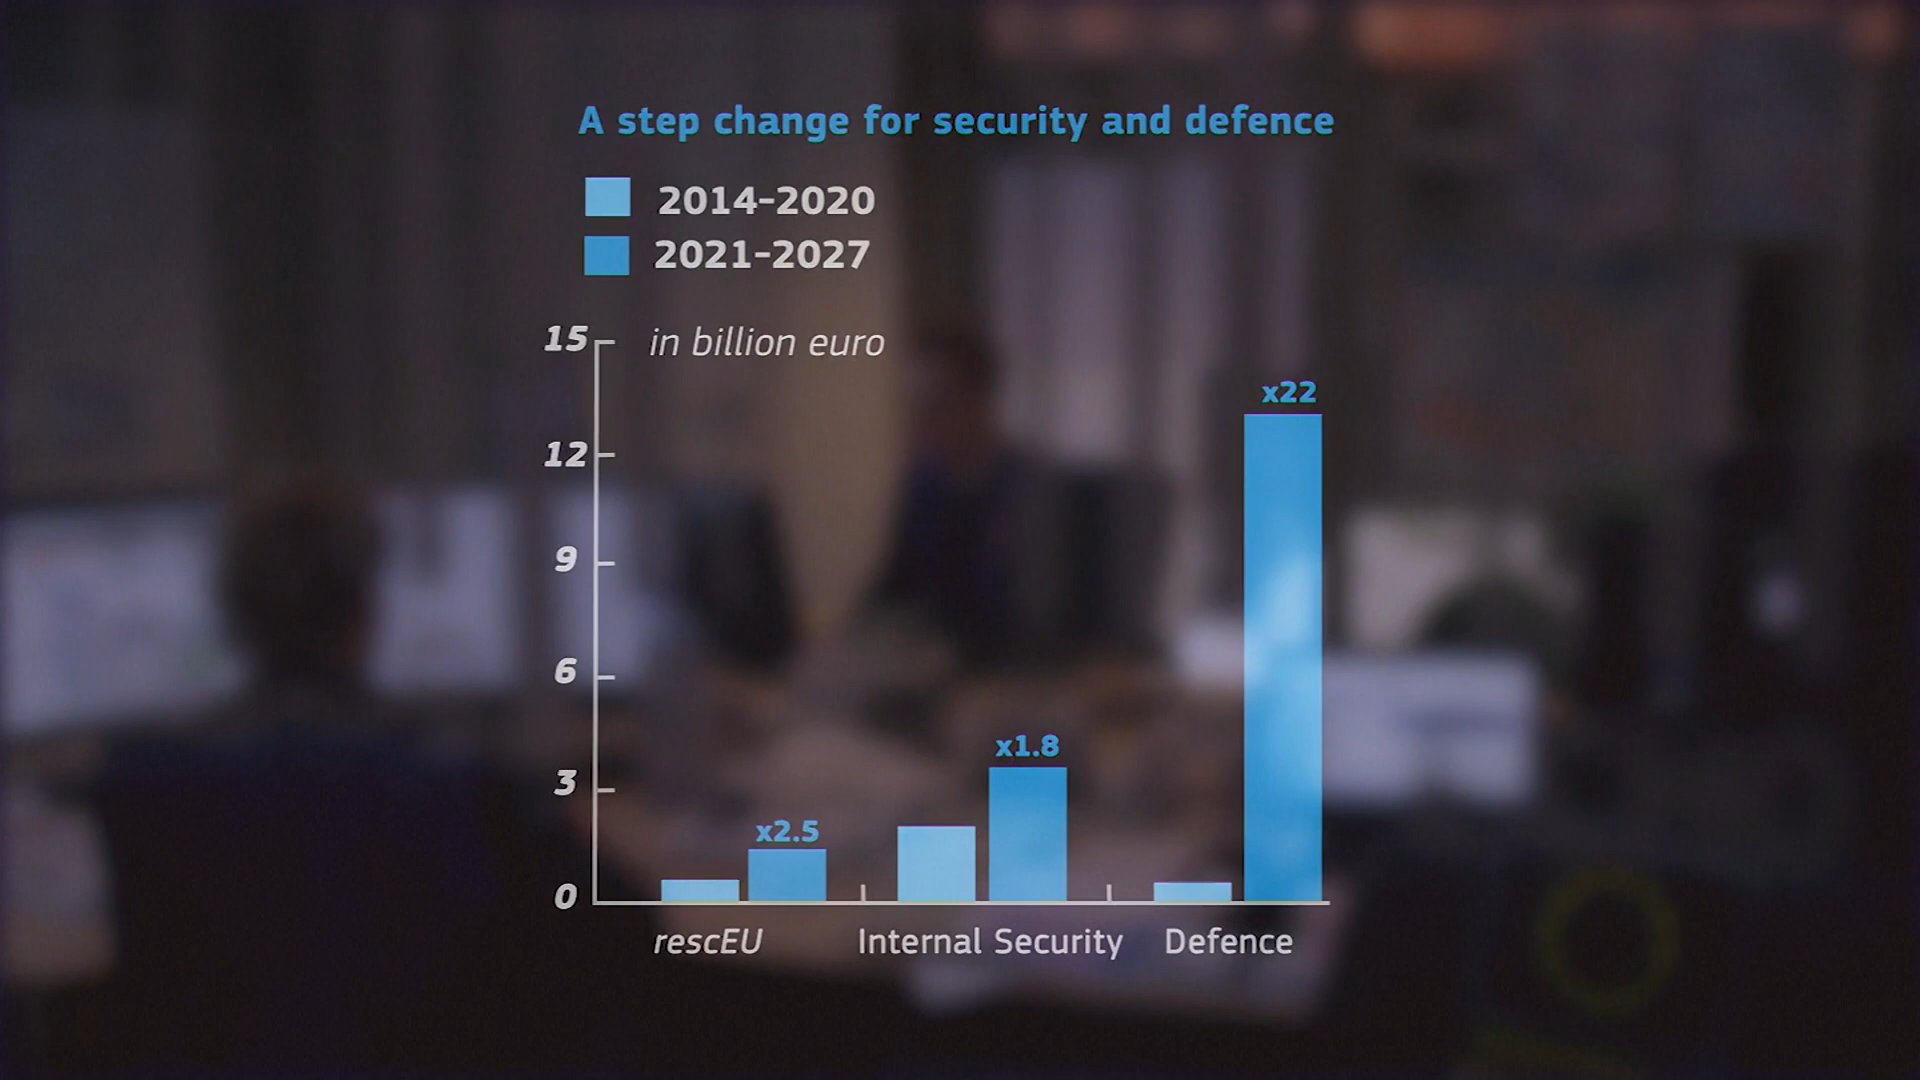 A step change for security and defence
2014-2020
2021-2027
15
in billion euro
12
9
6
3
0
x2.5
x1.8
x22
rescEU
Internal Security
Defence